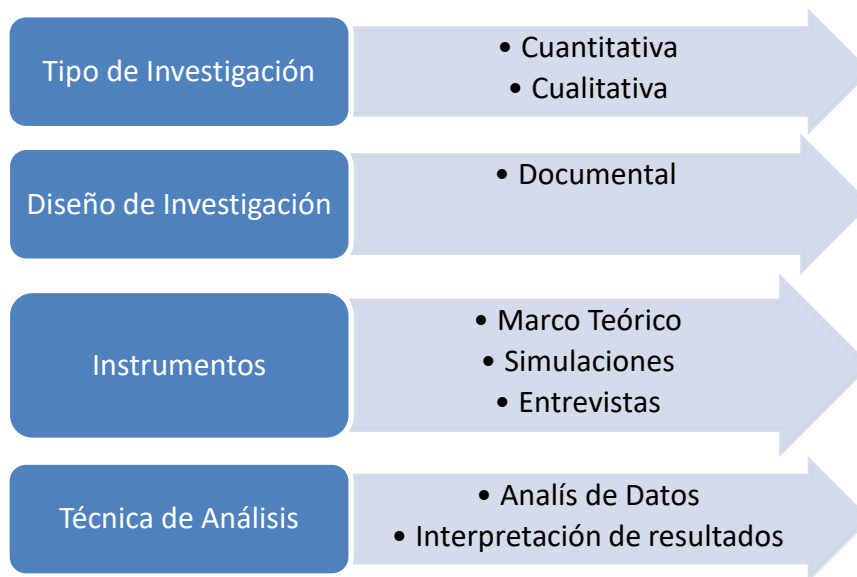 Tipo de Investigación
• Cuantitativa
• Cualitativa
Diseño de Investigación
• Documental
Instrumentos
• Marco Teórico
• Simulaciones
• Entrevistas
Técnica de Análisis
• Analís de Datos
• Interpretación de resultados